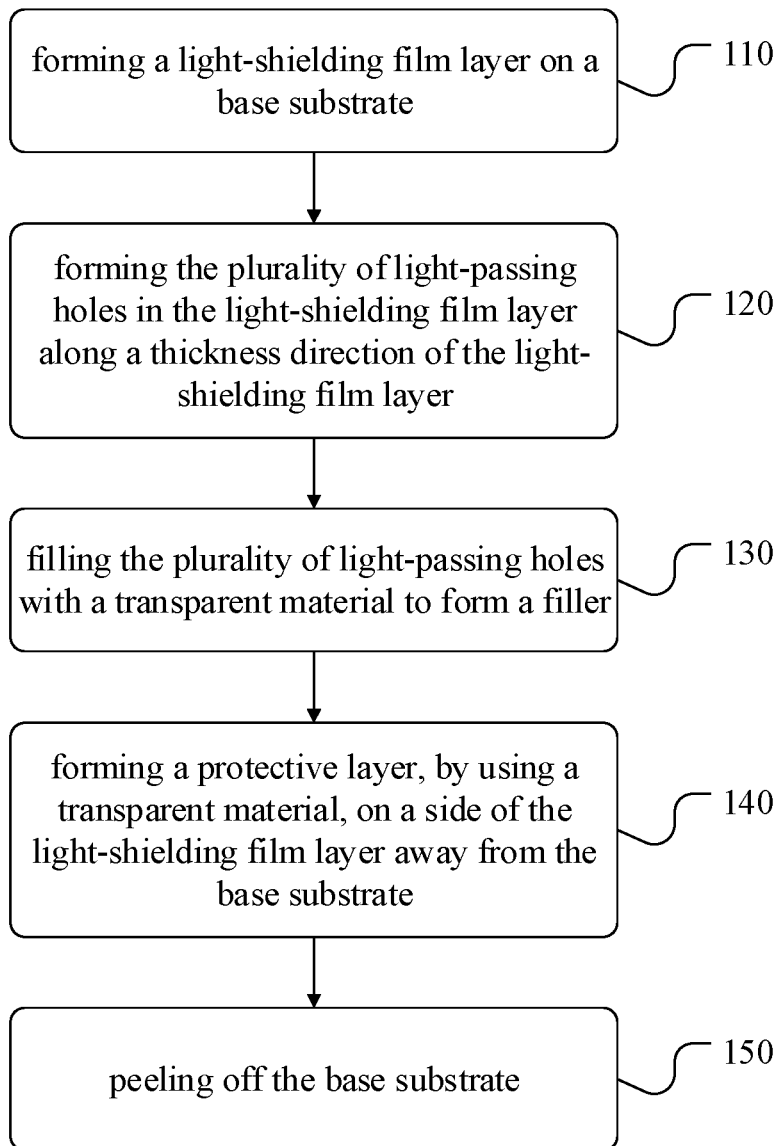 forming a light-shielding film layer on a
base substrate
110
forming the plurality of light-passing
holes in the light-shielding film layer
along a thickness direction of the light-
shielding film layer
120
filling the plurality of light-passing holes
with a transparent material to form a filler
130
forming a protective layer, by using a
transparent material, on a side of the
light-shielding film layer away from the
base substrate
140
peeling off the base substrate
150